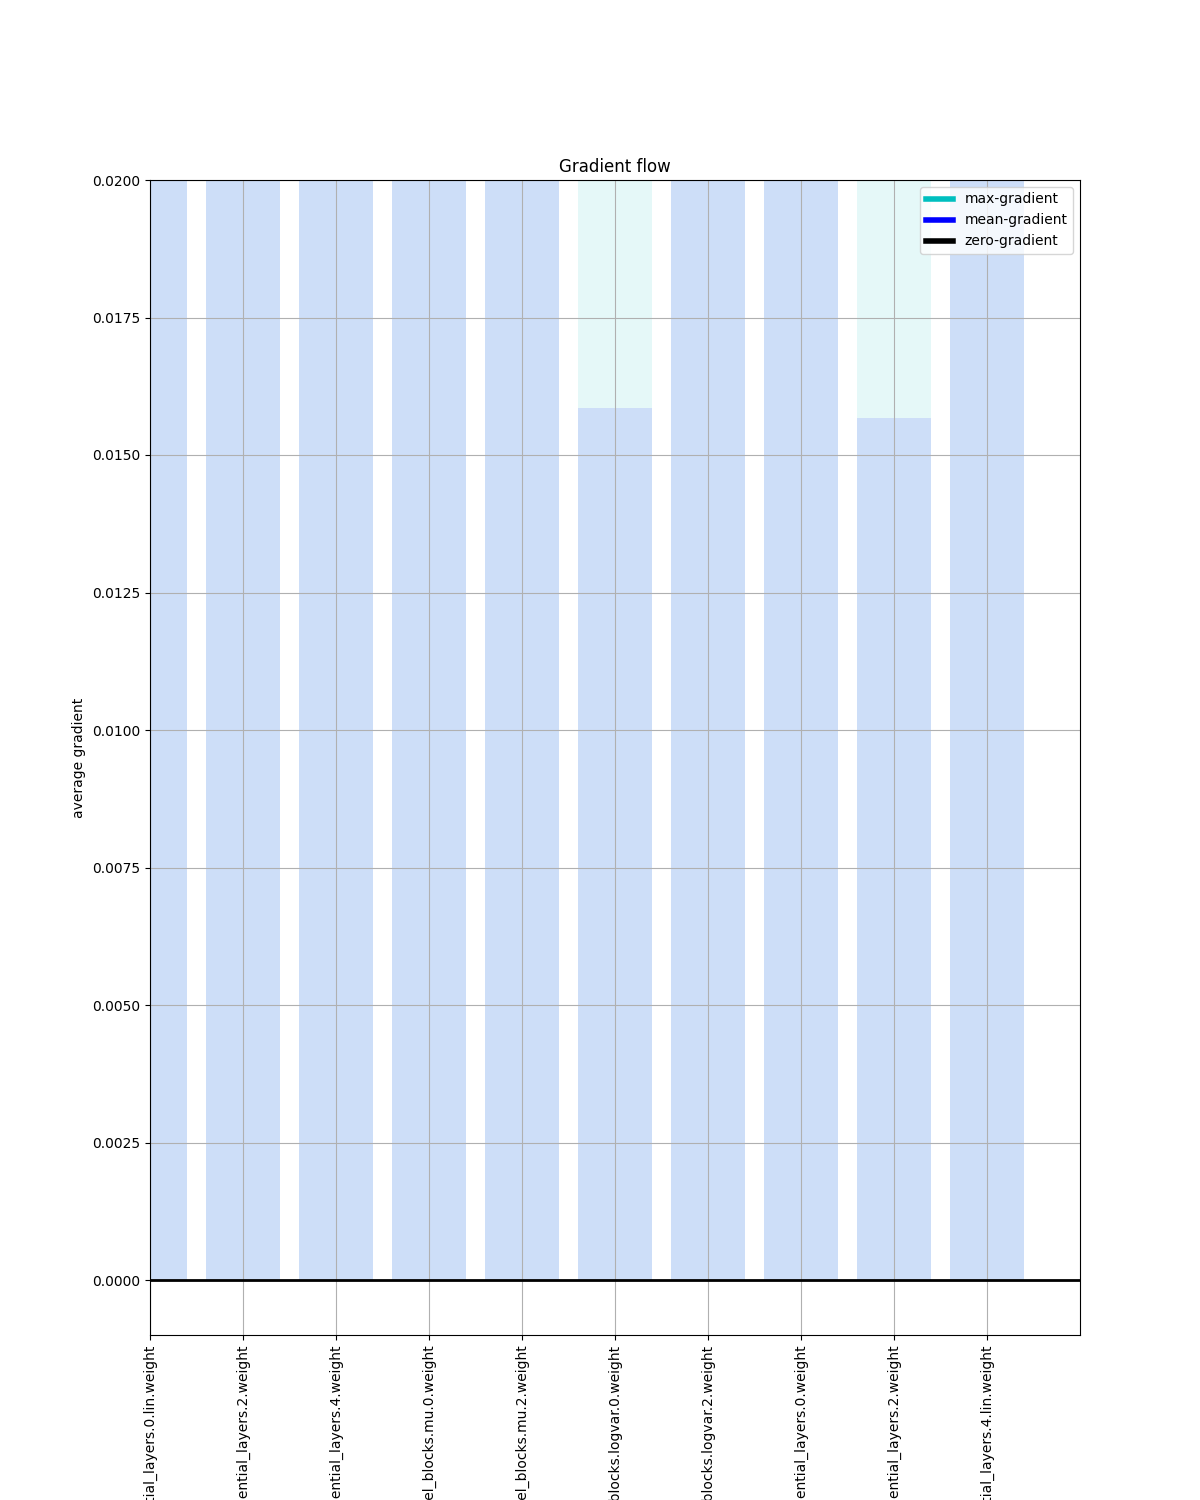 Gradient flow
max-gradient
mean-gradient
zero-gradient
0.0200
0.0175
0.0150
0.0125
0.0100
0.0075
0.0050
0.0025
0.0000
average gradient
tial_layers.0.lin.weight
ential_layers.2.weight
ential_layers.4.weight
el_blocks.mu.0.weight
el_blocks.mu.2.weight
blocks.logvar.0.weight
blocks.logvar.2.weight
ential_layers.0.weight
ential_layers.2.weight
tial_layers.4.lin.weight